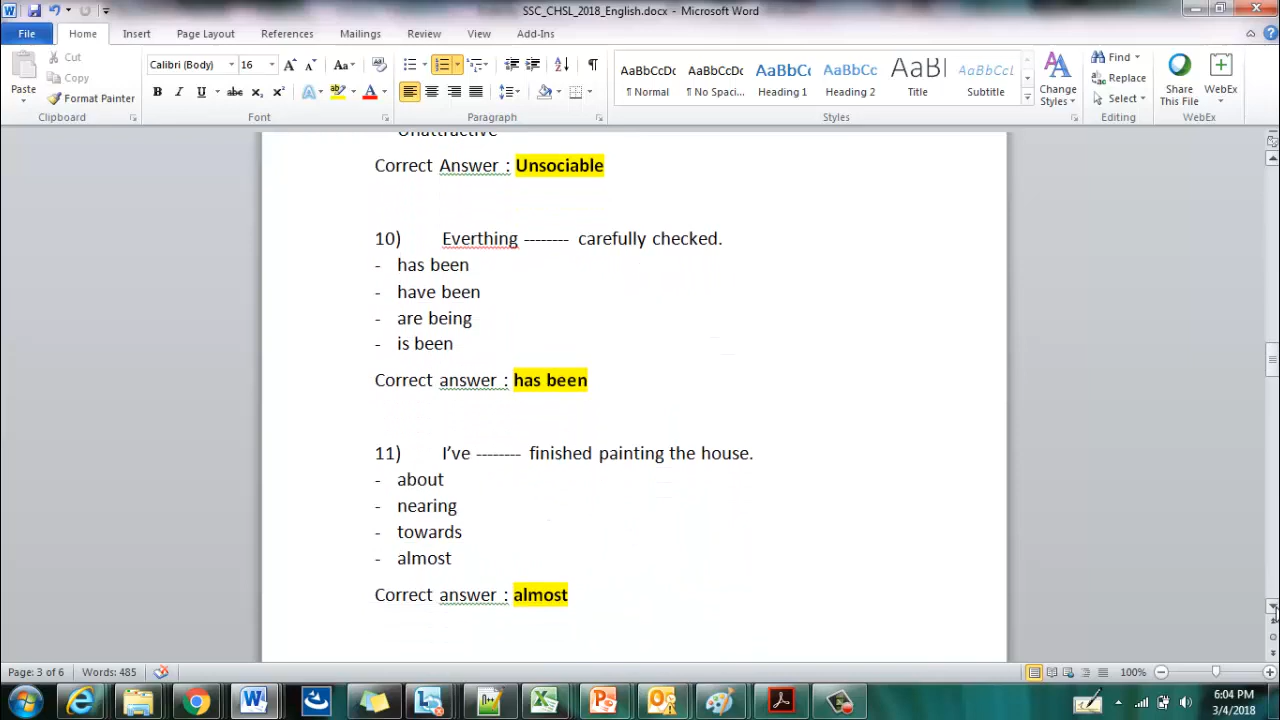 SSC_CHSL_2018_English.docx - Microsoft Word
File Home Insert Page Layout References Mailings Review View Add-Ins
Paste Cut Copy Format Painter Clipboard
Calibri (Body) 16 Font
Paragraph
AaBbCcDc ¶ Normal
AaBbCcDc ¶ No Spaci...
AaBbCc Heading 1
AaBbCc Heading 2
AaBl Title
AaBbCcDc Subtitle
Change Styles Styles
Find Replace Select Editing
Share This File WebEx WebEx
Unattractive
Correct Answer : Unsociable
10) Everthing -------- carefully checked.
- has been
- have been
- are being
- is been
Correct answer : has been
11) I've -------- finished painting the house.
- about
- nearing
- towards
- almost
Correct answer : almost
Page: 3 of 6 Words: 485 100%
6:04 PM
3/4/2018